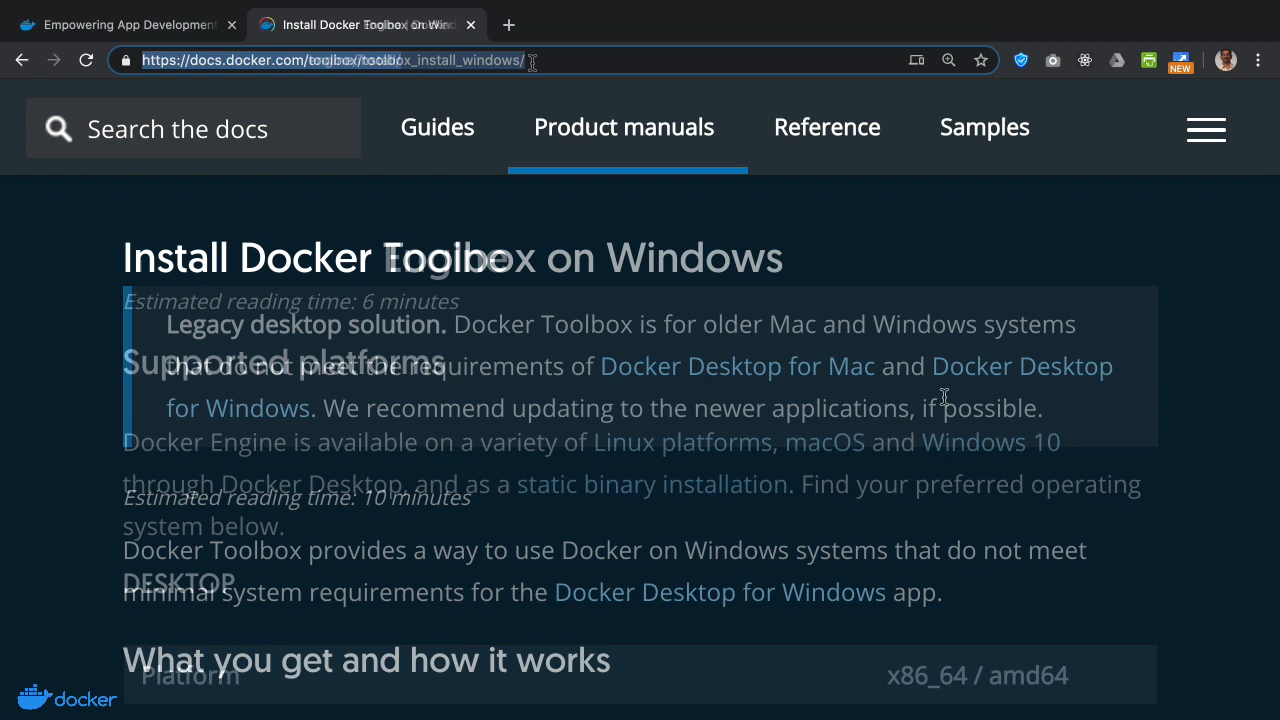 Empowering App Development
Install Docker
https://docs.docker.com/
toolbox_install_windows/
NEW
Search the docs
Guides
Product manuals
Reference
Samples
Install Docker Toolbox on Windows
Estimated reading time: 6 minutes
Legacy desktop solution. Docker Toolbox is for older Mac and Windows systems
Supported platforms
that do not meet the requirements of Docker Desktop for Mac and Docker Desktop
for Windows. We recommend updating to the newer applications, if possible.
Docker Engine is available on a variety of Linux platforms, macOS and Windows 10
through Docker Desktop, and as a static binary installation. Find your preferred operating
Estimated reading time: 10 minutes
system below.
Docker Toolbox provides a way to use Docker on Windows systems that do not meet
DESKTOP
minimal system requirements for the Docker Desktop for Windows app.
What you get and how it works
Platform
x86_64 / amd64
docker